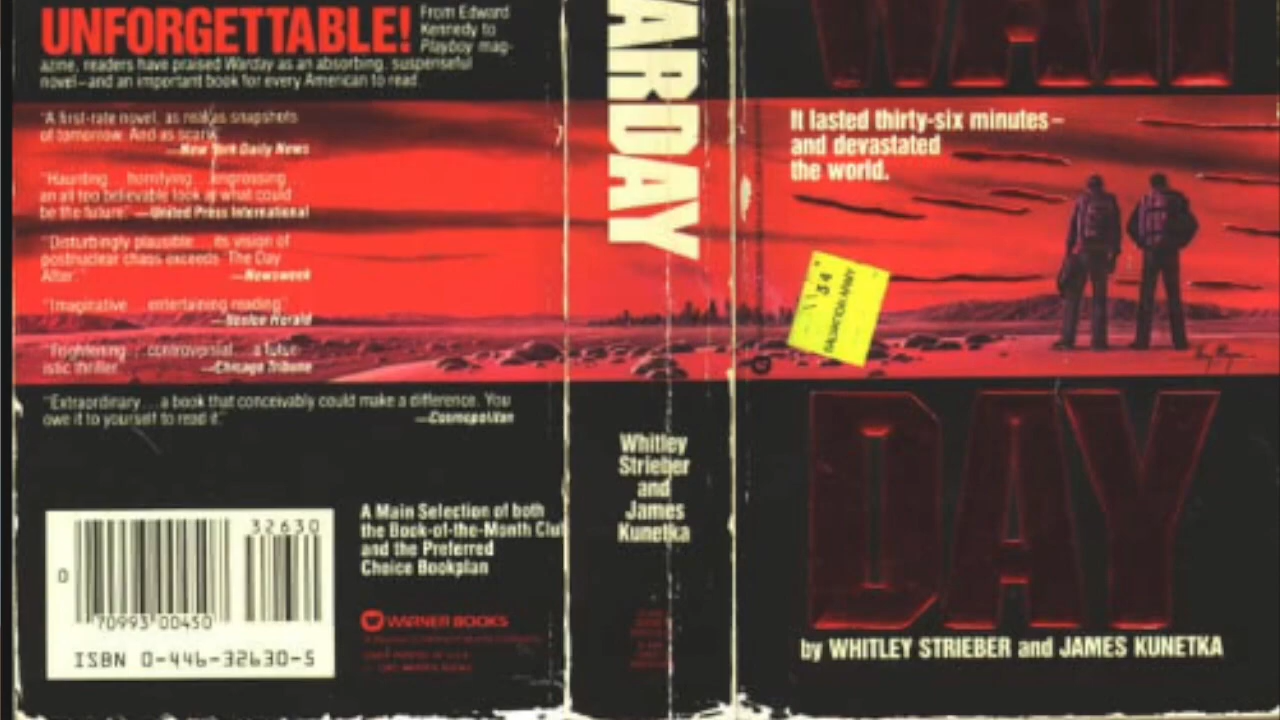 UNFORGETTABLE!
From Edward
Kennedy to
Playboy mag-
azine, readers have praised Warday as an absorbing, suspenseful
novel—and an important book for every American to read.
"A first-rate novel, as real as snapshots
of tomorrow. And as scary."
—New York Daily News
"Haunting... horrifying... engrossing...
an all too believable look at what could
be the future." —United Press International
"Disturbingly plausible... its vision of
postnuclear chaos exceeds 'The Day
After'."
—Newsweek
"Imaginative... entertaining reading"
Herald
"Frightening... controversial... a futur-
istic thriller."
—Chicago Tribune
"Extraordinary... a book that conceivably could make a difference. You
owe it to yourself to read it."
—Cosmopolitan
0
32630
70993 00450
ISBN 0-446-32630-5
A Main Selection of both
the Book-of-the-Month Club
and the Preferred
Choice Bookplan
WARNER BOOKS
WARDAY
Whitley
Strieber
and
James
Kunetka
WAR
It lasted thirty-six minutes—
and devastated
the world.
SALVATION ARMY
DAY
by WHITLEY STRIEBER and JAMES KUNETKA